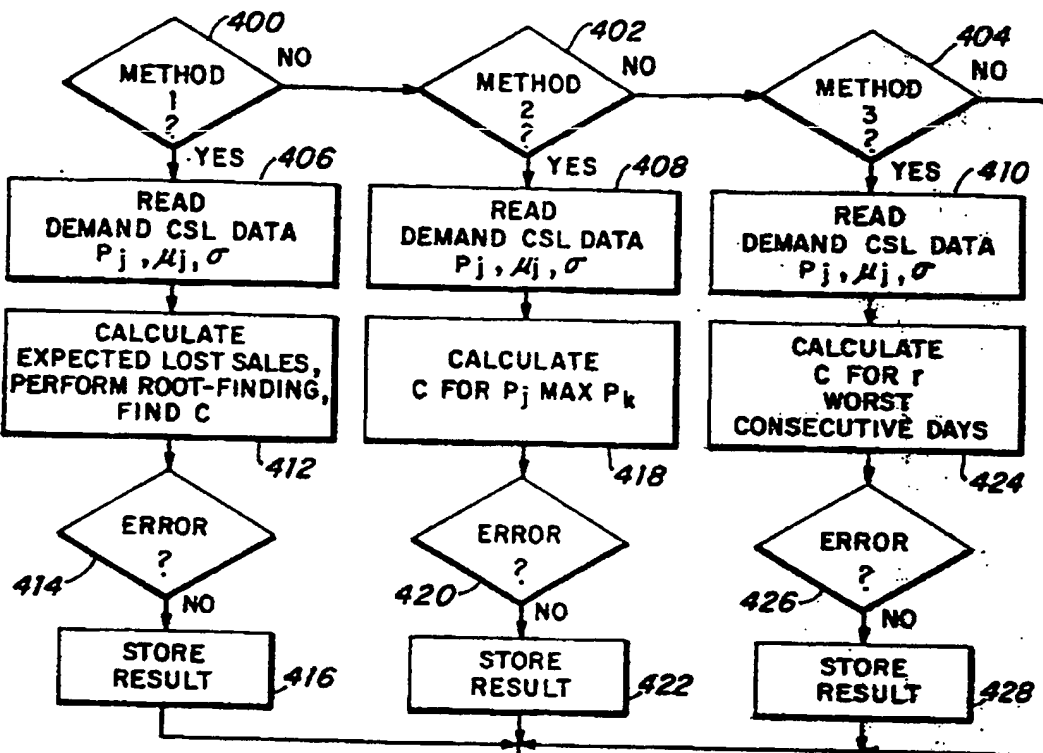 400
METHOD
1
?
NO
YES
402
METHOD
2
?
NO
YES
404
METHOD
3
?
NO
YES
406
READ
DEMAND CSL DATA
Pj, μj, σ
408
READ
DEMAND CSL DATA
Pj, μj, σ
410
READ
DEMAND CSL DATA
Pj, μj, σ
CALCULATE
EXPECTED LOST SALES,
PERFORM ROOT-FINDING,
FIND C
412
CALCULATE
C FOR Pj MAX Pk
418
CALCULATE
C FOR r
WORST
CONSECUTIVE DAYS
424
ERROR
?
414
NO
ERROR
?
420
NO
ERROR
?
426
NO
STORE
RESULT
416
STORE
RESULT
422
STORE
RESULT
428